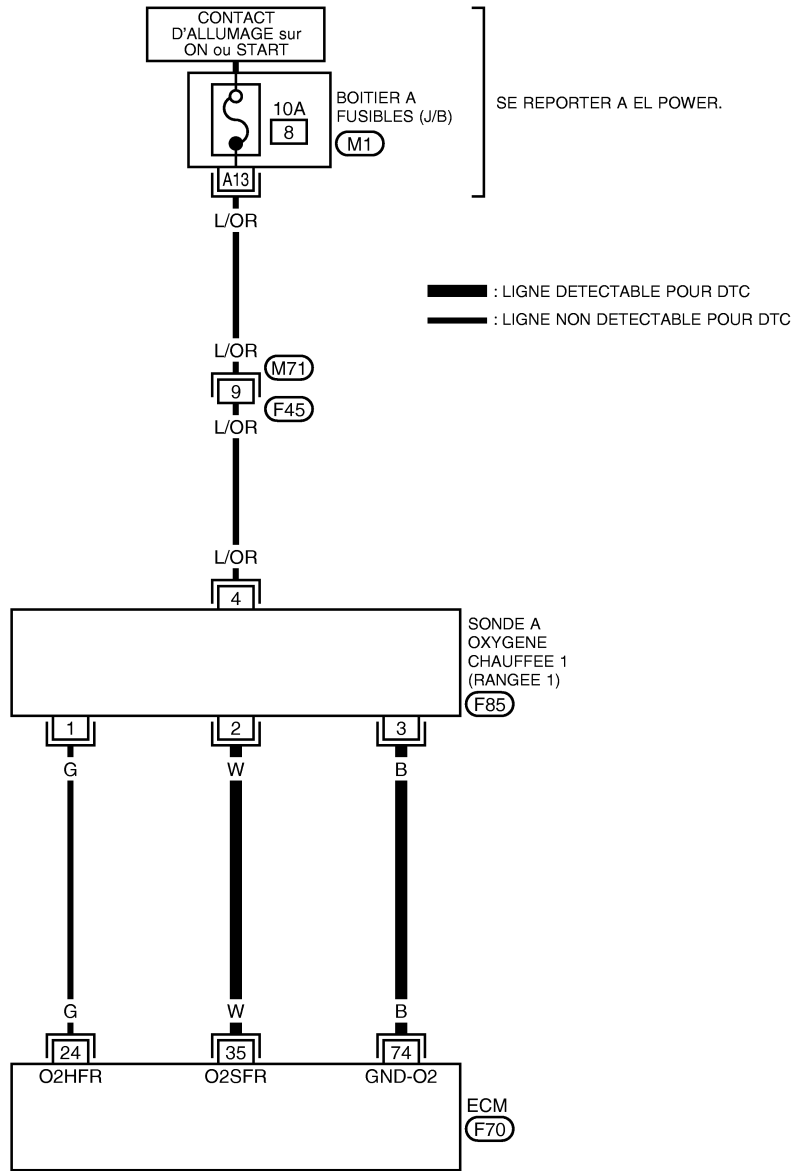 CONTACT
D'ALLUMAGE sur
ON ou START
10A
8
BOITIER A
FUSIBLES (J/B)
M1
SE REPORTER A EL POWER.
A13
L/OR
: LIGNE DETECTABLE POUR DTC
: LIGNE NON DETECTABLE POUR DTC
L/OR
M71
9
F45
L/OR
L/OR
4
SONDE A
OXYGENE
CHAUFFEE 1
(RANGEE 1)
F85
1 2 3
G W B
G W B
24 35 74
O2HFR O2SFR GND-O2
ECM
F70